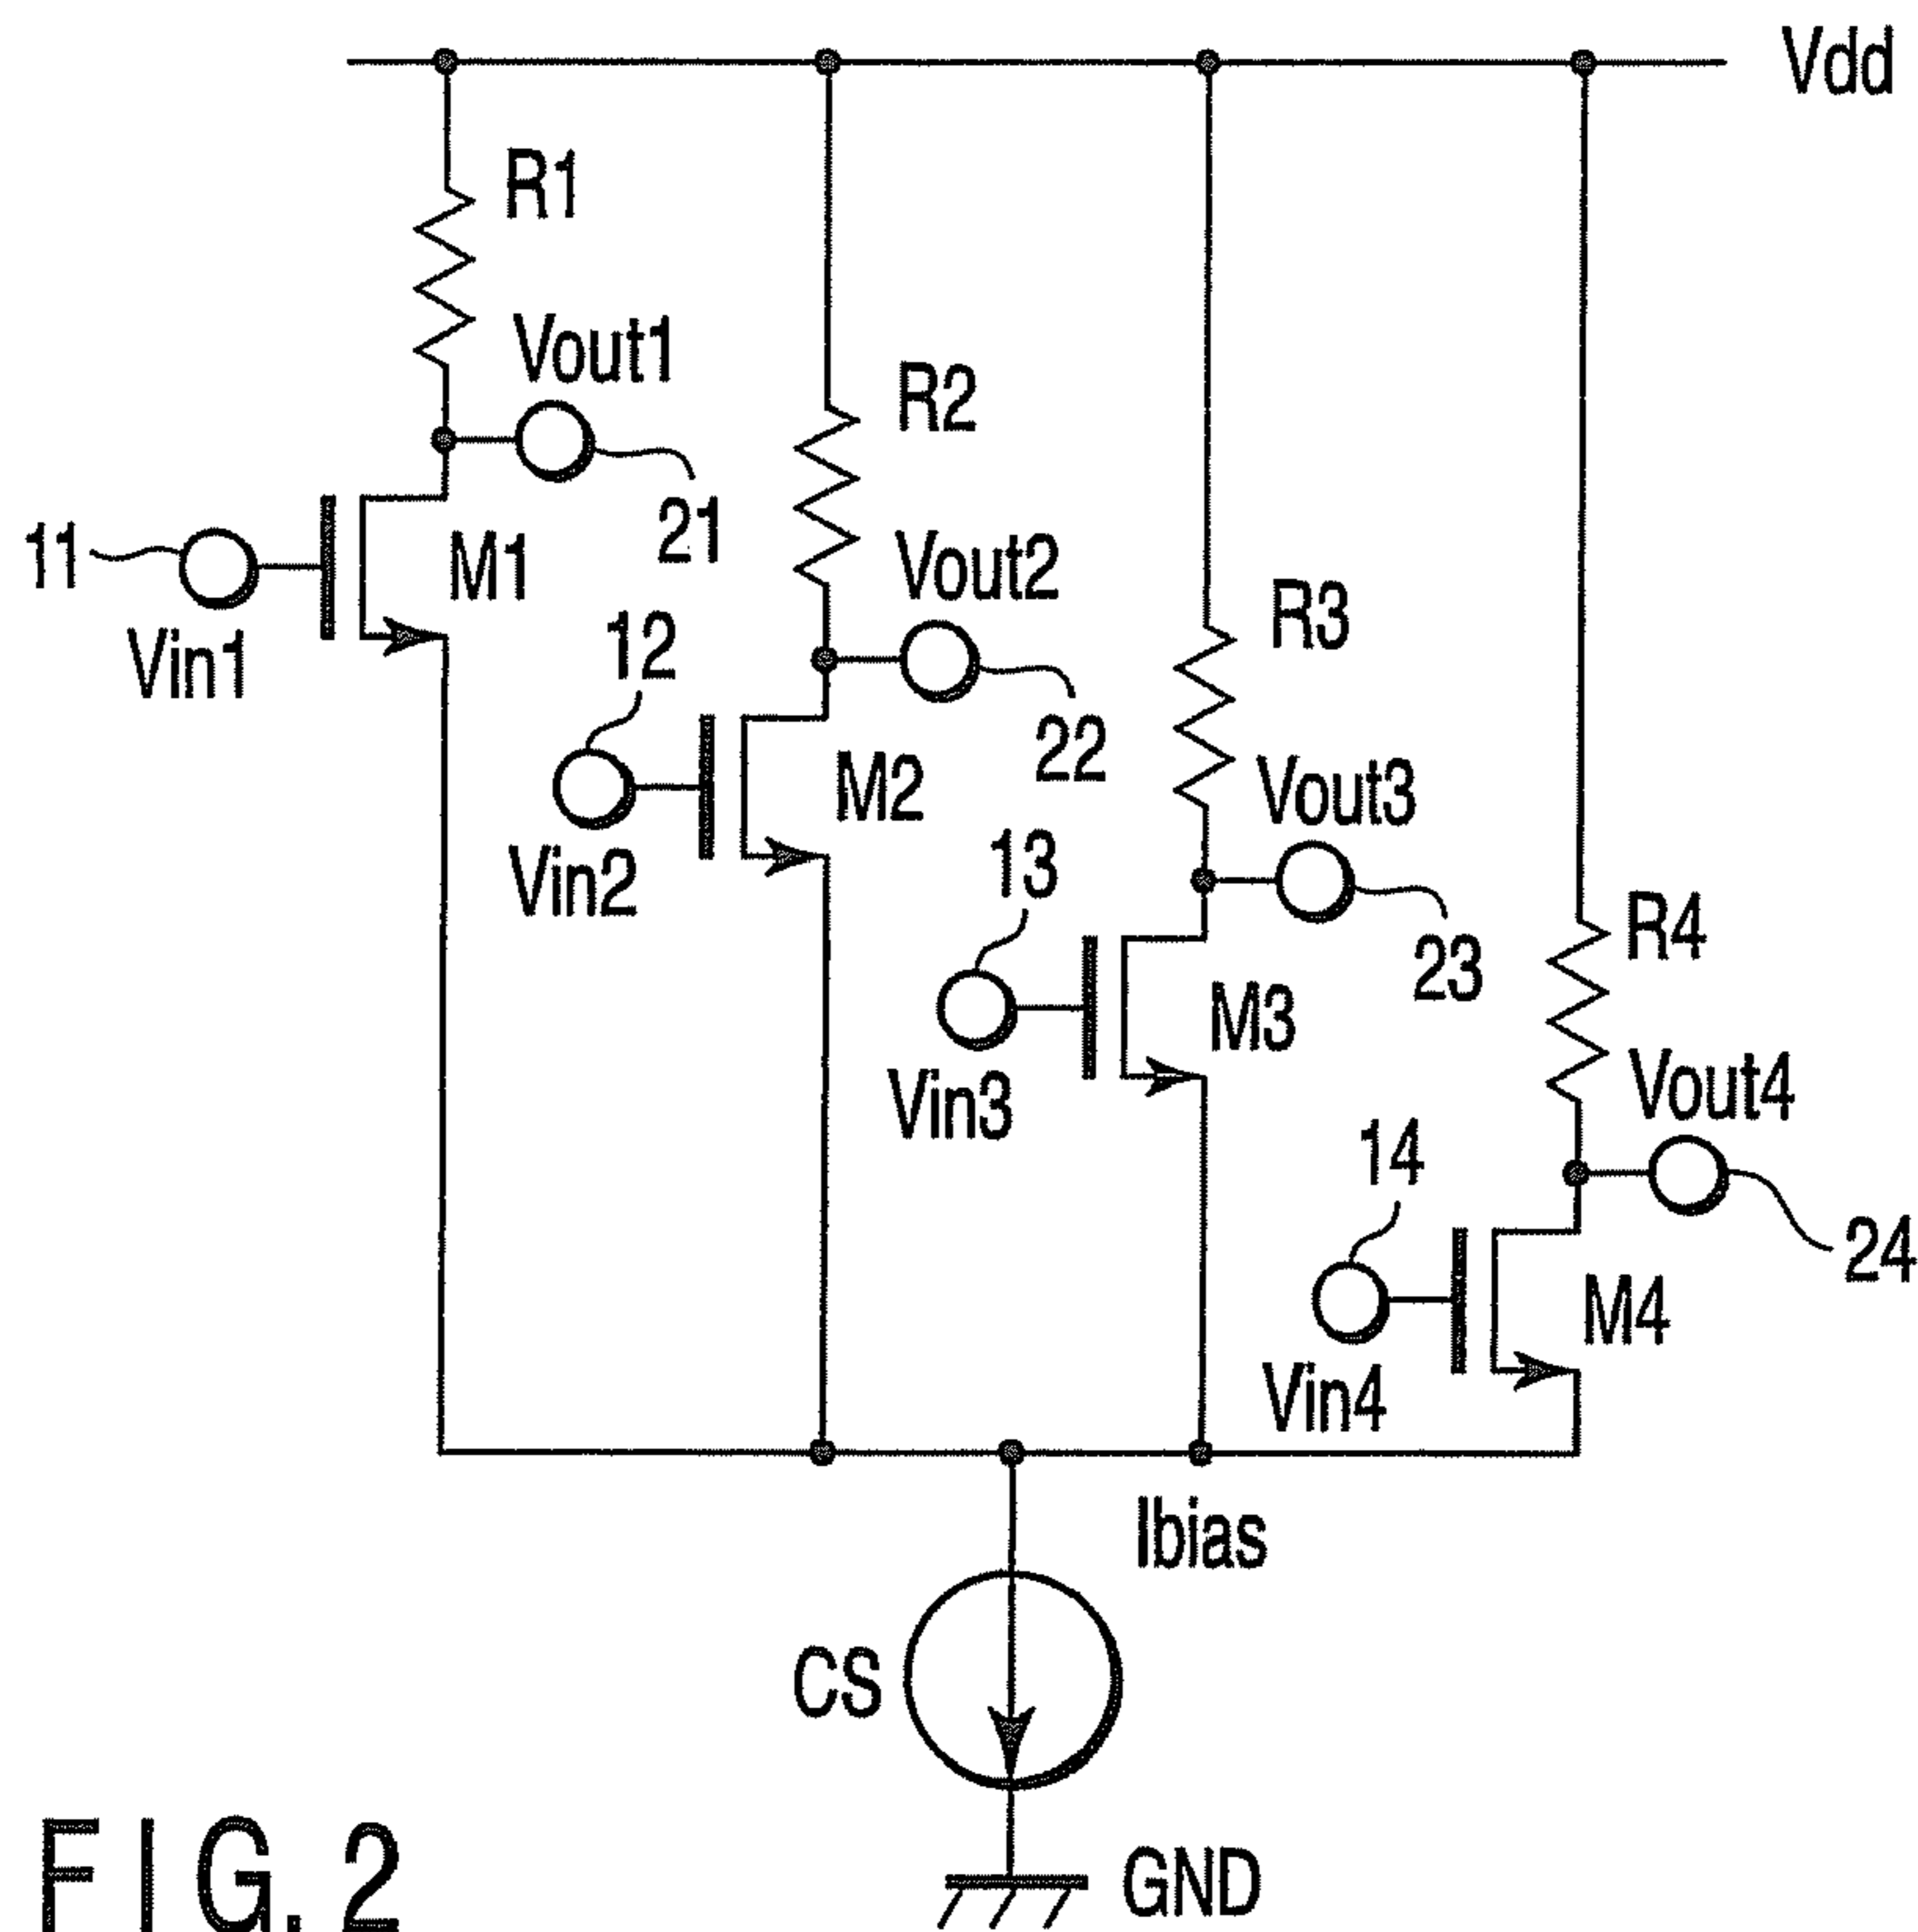 Vdd
R1
Vout1
R2
21
11
M1
Vout2
Vin1
12
R3
22
M2
Vout3
Vin2
13
R4
23
M3
Vout4
Vin3
14
24
M4
Vin4
Ibias
CS
GND
FIG. 2